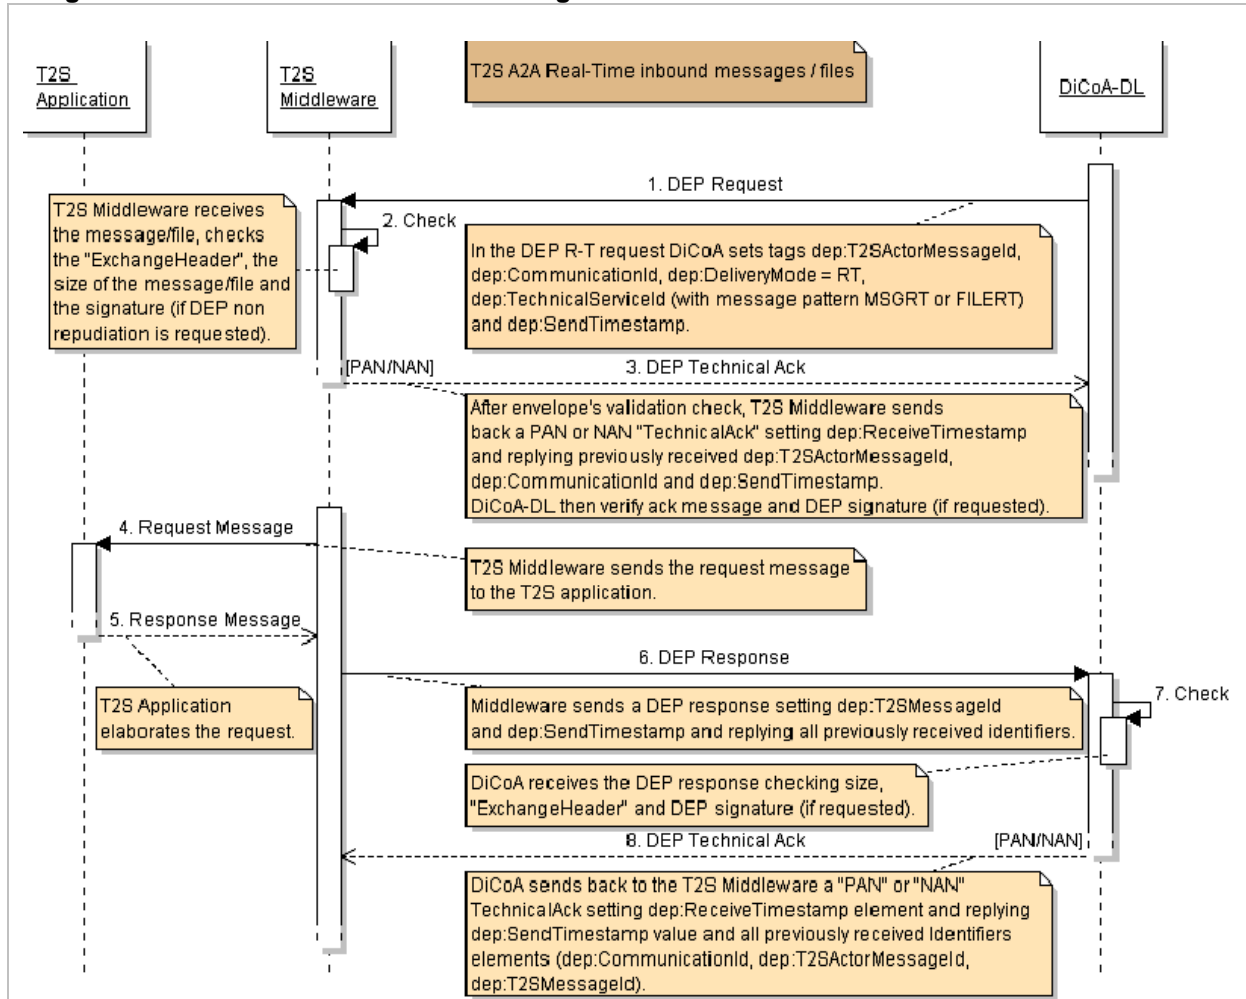 T2S
Application
T2S
Middleware
T2S A2A Real-Time inbound messages / files
DiCoA-DL
1. DEP Request
T2S Middleware receives
the message/file, checks
the "ExchangeHeader", the
size of the message/file and
the signature (if DEP non
repudiation is requested).
2. Check
In the DEP R-T request DiCoA sets tags dep:T2SActorMessageId,
dep:CommunicationId, dep:DeliveryMode = RT,
dep:TechnicalServiceId (with message pattern MSGRT or FILERT)
and dep:SendTimestamp.
[PAN/NAN]
3. DEP Technical Ack
After envelope's validation check, T2S Middleware sends
back a PAN or NAN "TechnicalAck" setting dep:ReceiveTimestamp
and replying previously received dep:T2SActorMessageId,
dep:CommunicationId and dep:SendTimestamp.
DiCoA-DL then verify ack message and DEP signature (if requested).
4. Request Message
T2S Middleware sends the request message
to the T2S application.
5. Response Message
6. DEP Response
T2S Application
elaborates the request.
Middleware sends a DEP response setting dep:T2SMessageId
and dep:SendTimestamp and replying all previously received identifiers.
7. Check
DiCoA receives the DEP response checking size,
"ExchangeHeader" and DEP signature (if requested).
8. DEP Technical Ack
[PAN/NAN]
DiCoA sends back to the T2S Middleware a "PAN" or "NAN"
TechnicalAck setting dep:ReceiveTimestamp element and replying
dep:SendTimestamp value and all previously received Identifiers
elements (dep:CommunicationId, dep:T2SActorMessageId,
dep:T2SMessageId).